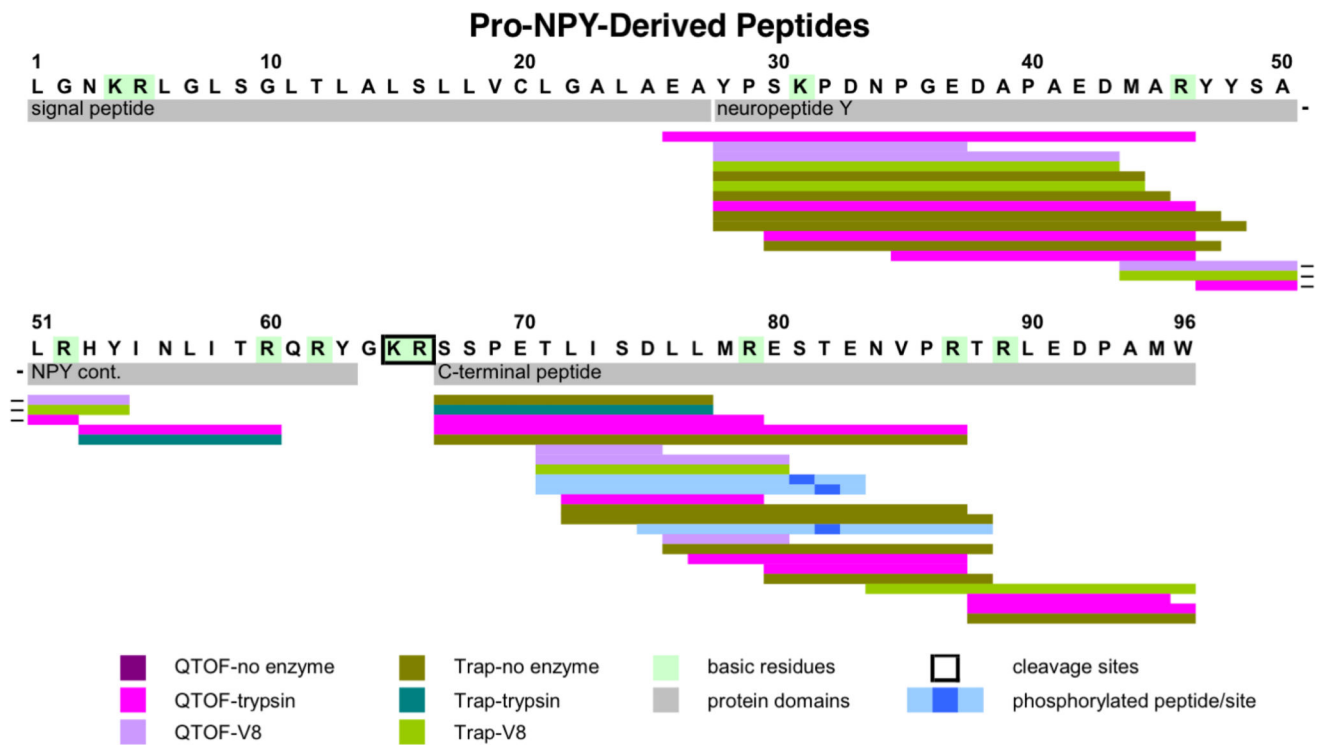 Pro-NPY-Derived Peptides
1 10 20 30 40 50
L G N K R L G L S G L T L A L S L L V C L G A L A E A Y P S K P D N P G E D A P A E D M A R Y Y S A
signal peptide neuropeptide Y -
51 60 70 80 90 96
L R H Y I N L I T R Q R Y G K R S S P E T L I S D L L M R E S T E N V P R T R L E D P A M W
- NPY cont. C-terminal peptide
QTOF-no enzyme Trap-no enzyme basic residues cleavage sites
QTOF-trypsin Trap-trypsin protein domains phosphorylated peptide/site
QTOF-V8 Trap-V8